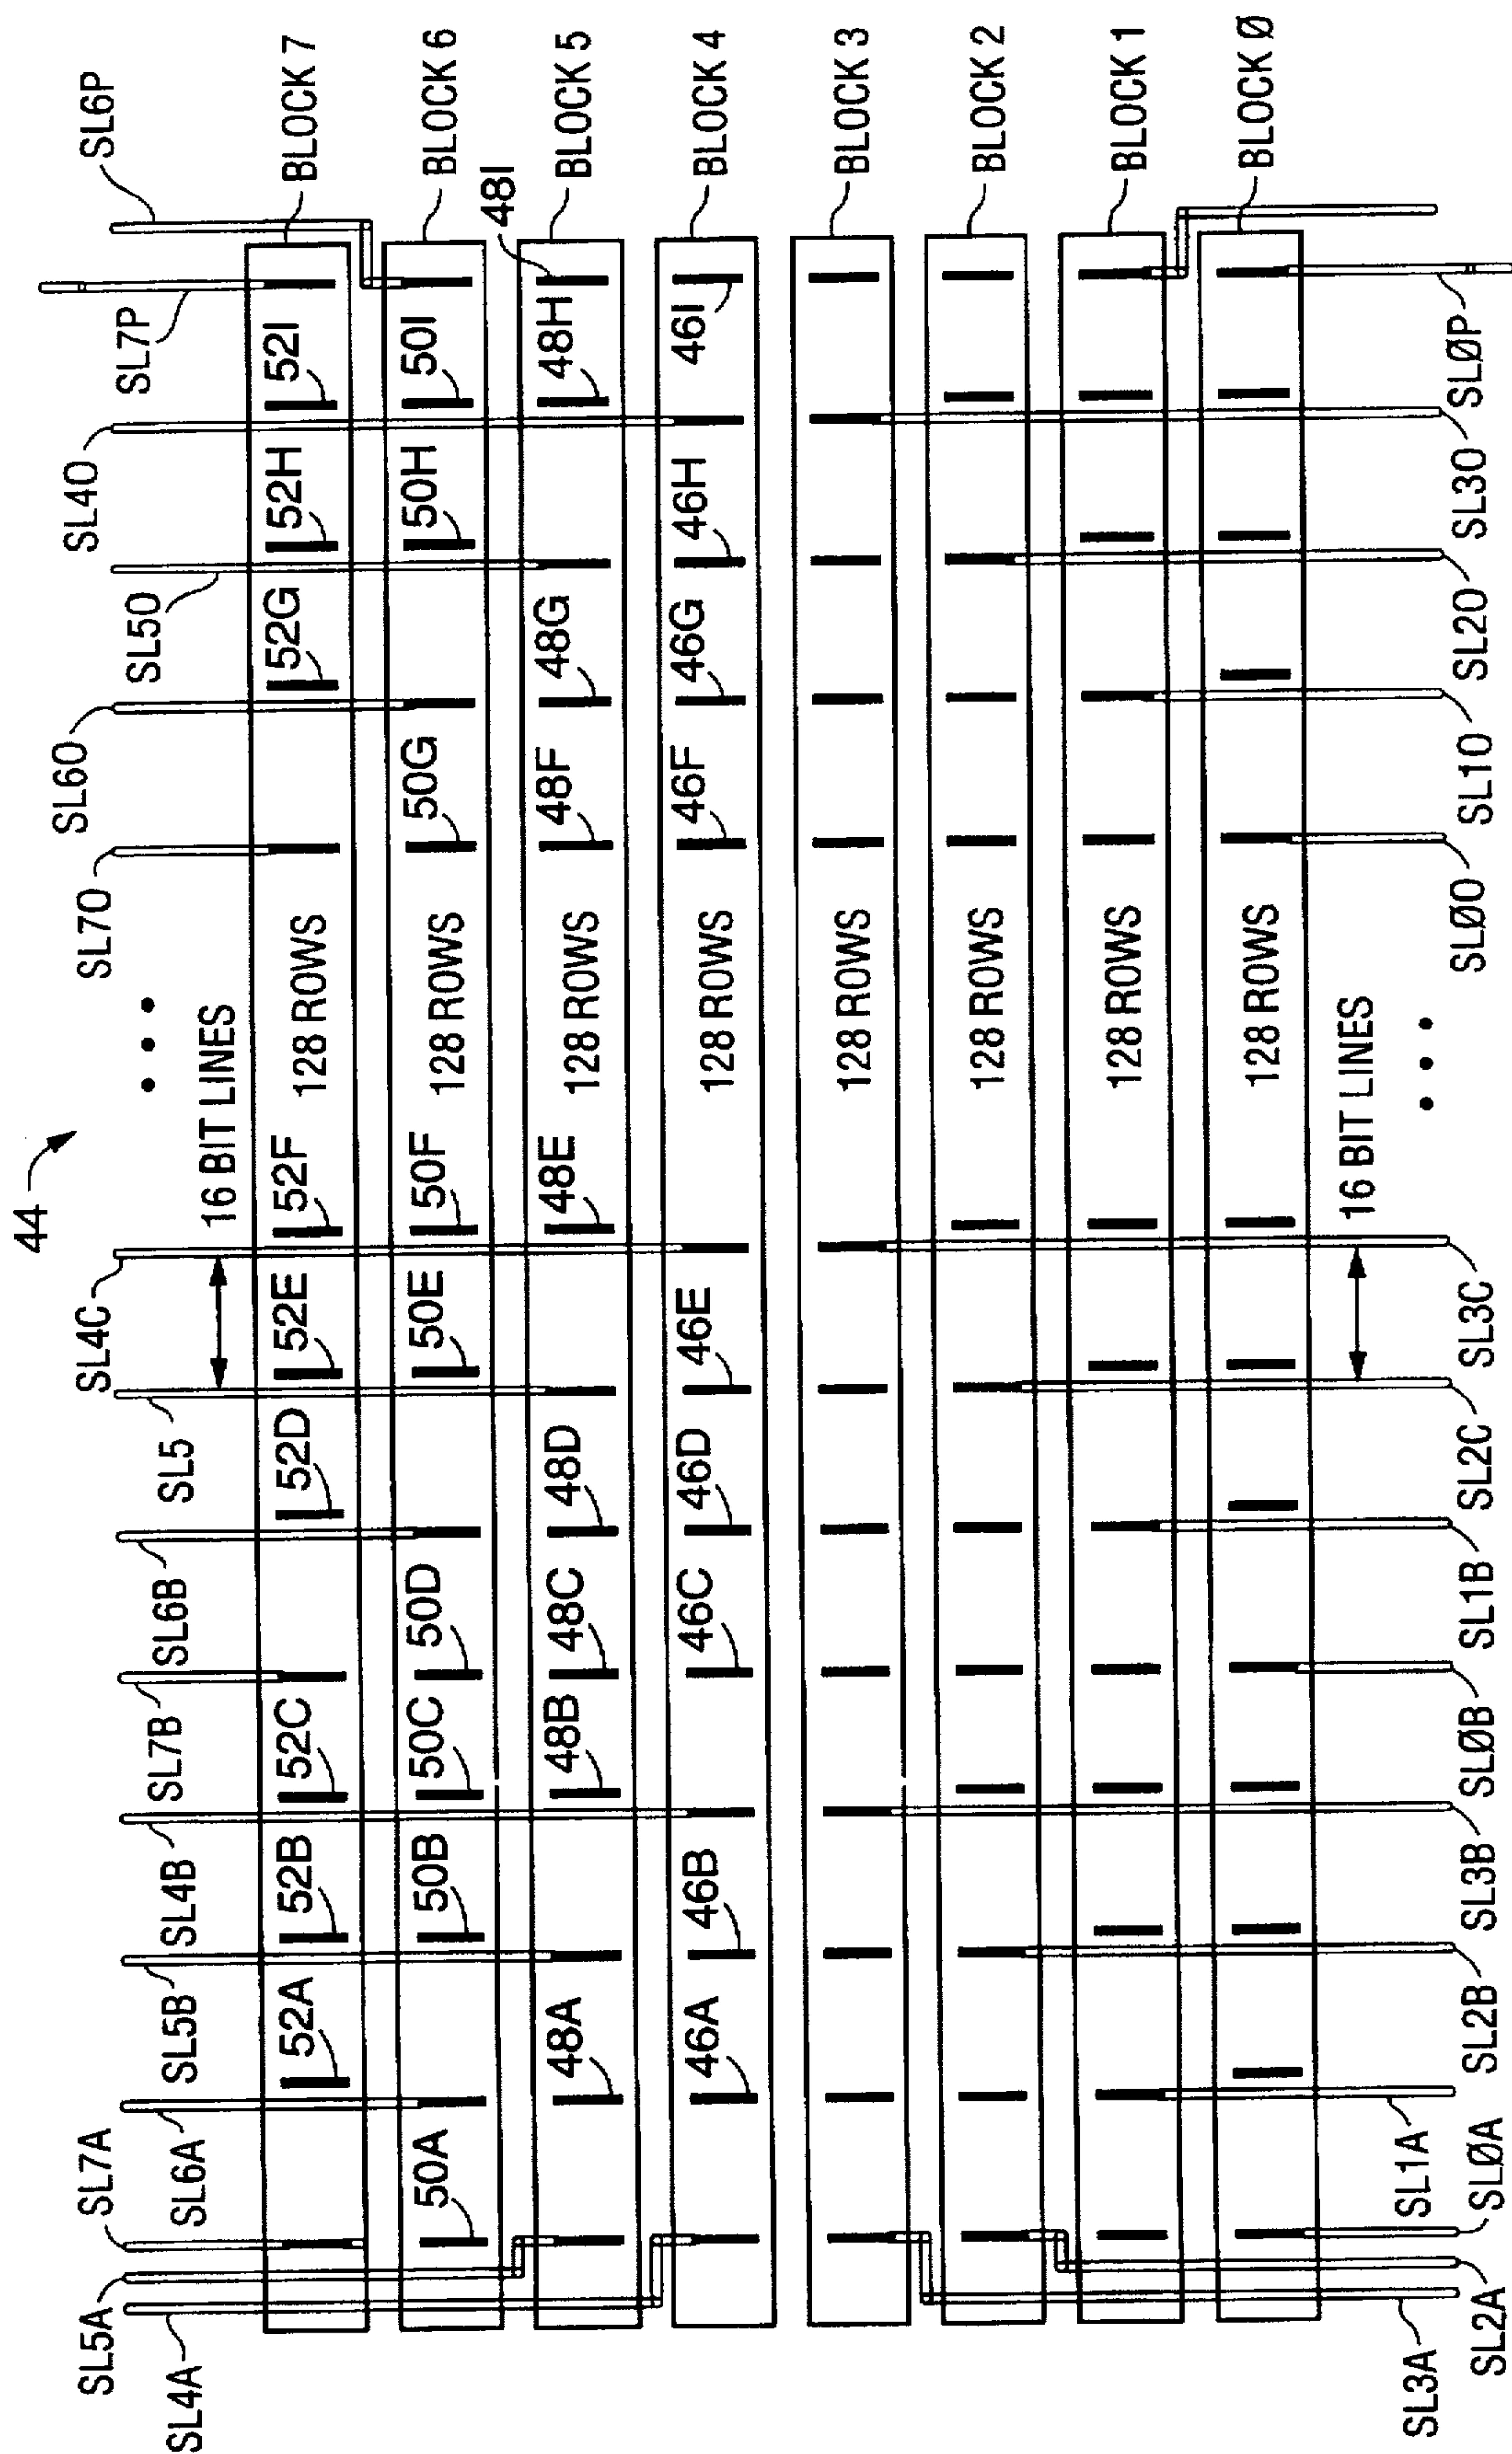 44
SL4A
SL5A
SL7A
SL6A
SL5B
SL4B
SL7B
SL6B
SL5
SL4C
16 BIT LINES
• • •
SL7O
SL6O
SL5O
SL4O
SL7P
SL6P
52A
52B
52C
52D
52E
52F
128 ROWS
52G
52H
52I
BLOCK 7
50A
50B
50C
50D
50E
50F
128 ROWS
50G
50H
50I
BLOCK 6
48A
48B
48C
48D
48E
128 ROWS
48F
48G
48H
48I
BLOCK 5
46A
46B
46C
46D
46E
128 ROWS
46F
46G
46H
46I
BLOCK 4
128 ROWS
BLOCK 3
128 ROWS
BLOCK 2
128 ROWS
BLOCK 1
128 ROWS
BLOCK Ø
16 BIT LINES
• • •
SL3A
SL2A
SL1A
SLØA
SL2B
SL3B
SLØB
SL1B
SL2C
SL3C
SLØO
SL1O
SL2O
SL3O
SLØP